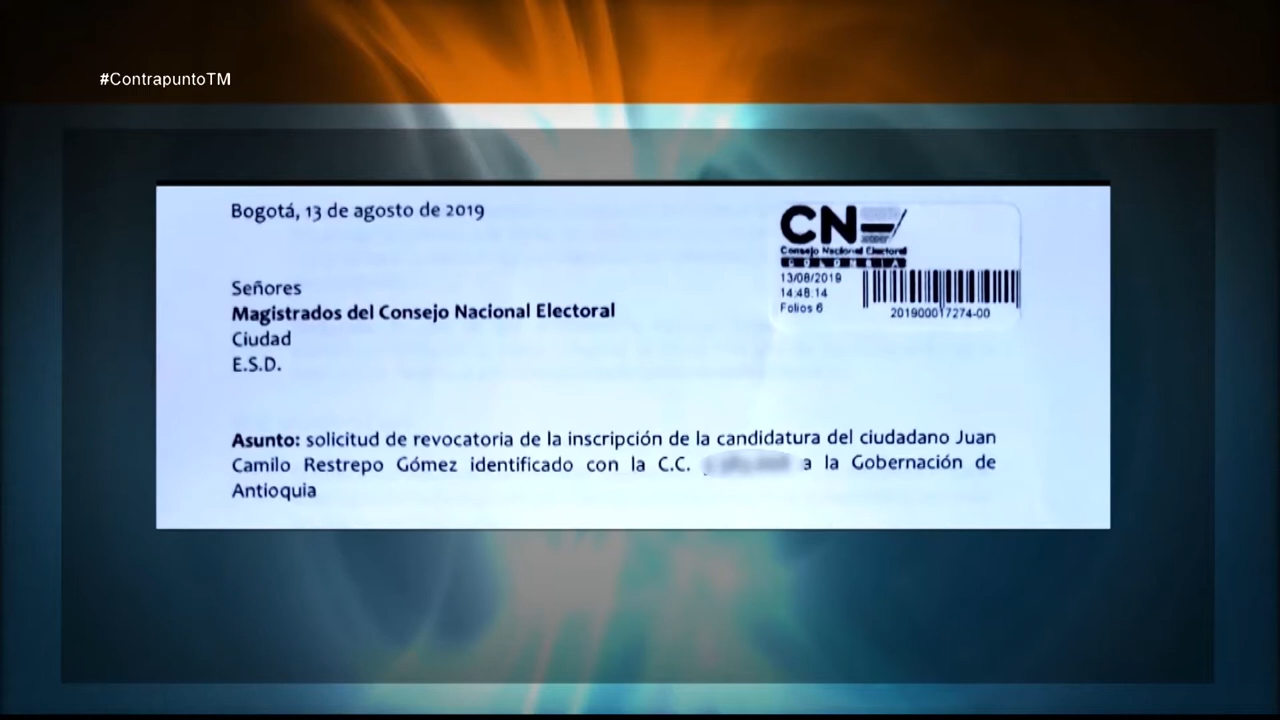 #ContrapuntoTM
Bogotá, 13 de agosto de 2019
CNE
Consejo Nacional Electoral
COLOMBIA
13/08/2019
14:48:14
Folios 6
201900017274-00
Señores
Magistrados del Consejo Nacional Electoral
Ciudad
E.S.D.
Asunto: solicitud de revocatoria de la inscripción de la candidatura del ciudadano Juan
Camilo Restrepo Gómez identificado con la C.C. a la Gobernación de
Antioquia